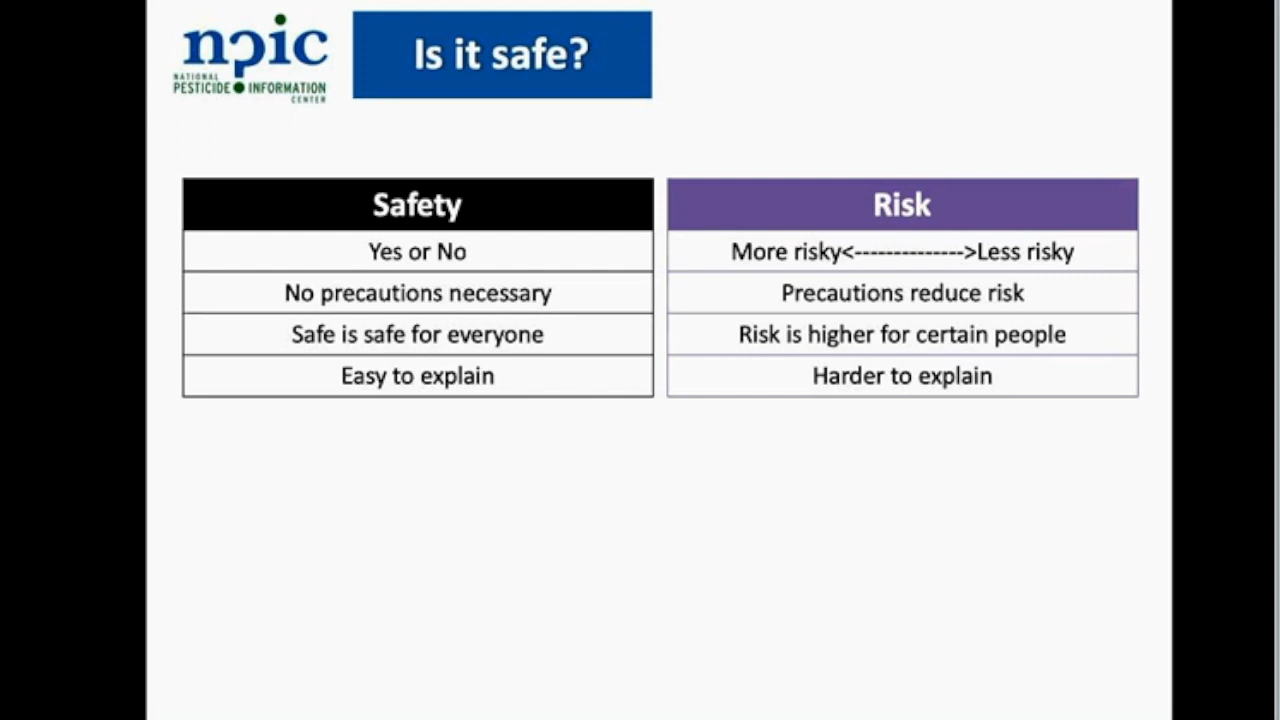 npic
NATIONAL
PESTICIDE INFORMATION
CENTER
Is it safe?
Safety
Yes or No
No precautions necessary
Safe is safe for everyone
Easy to explain
Risk
More risky<-------------->Less risky
Precautions reduce risk
Risk is higher for certain people
Harder to explain